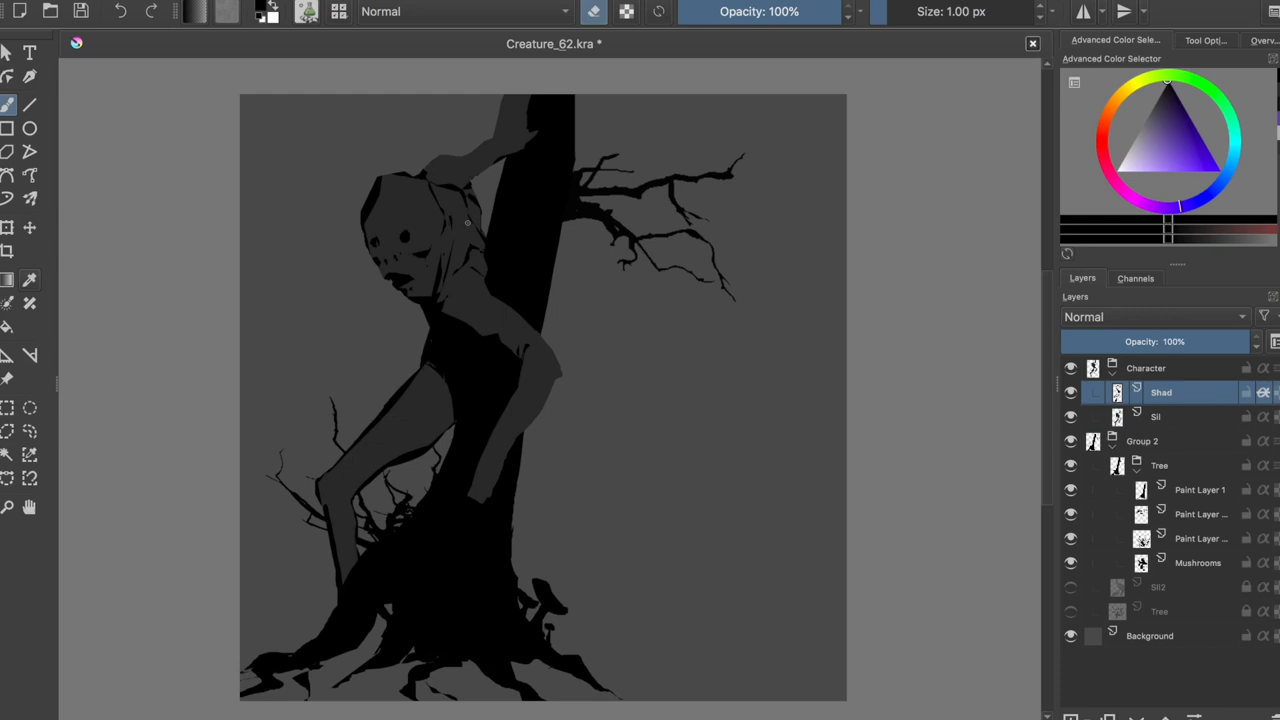 Normal
Opacity: 100%
Size: 1.00 px
Creature_62.kra *
Advanced Color Sele...
Tool Opti...
Overv...
Advanced Color Selector
Layers
Channels
Layers
Normal
Opacity: 100%
Character
Shad
Sil
Group 2
Tree
Paint Layer 1
Paint Layer ...
Paint Layer ...
Mushrooms
Sil2
Tree
Background